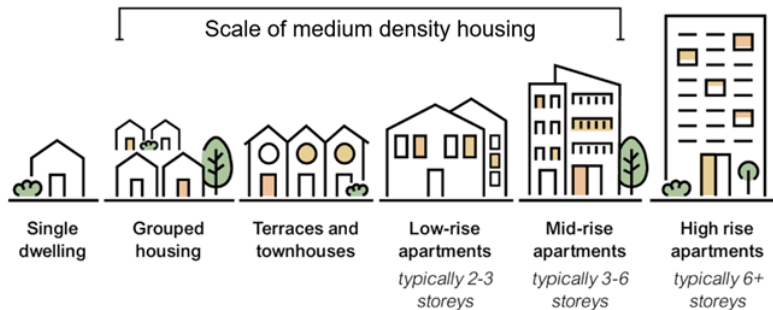 Scale of medium density housing
Single
dwelling
Grouped
housing
Terraces and
townhouses
Low-rise
apartments
typically 2-3
storeys
Mid-rise
apartments
typically 3-6
storeys
High rise
apartments
typically 6+
storeys